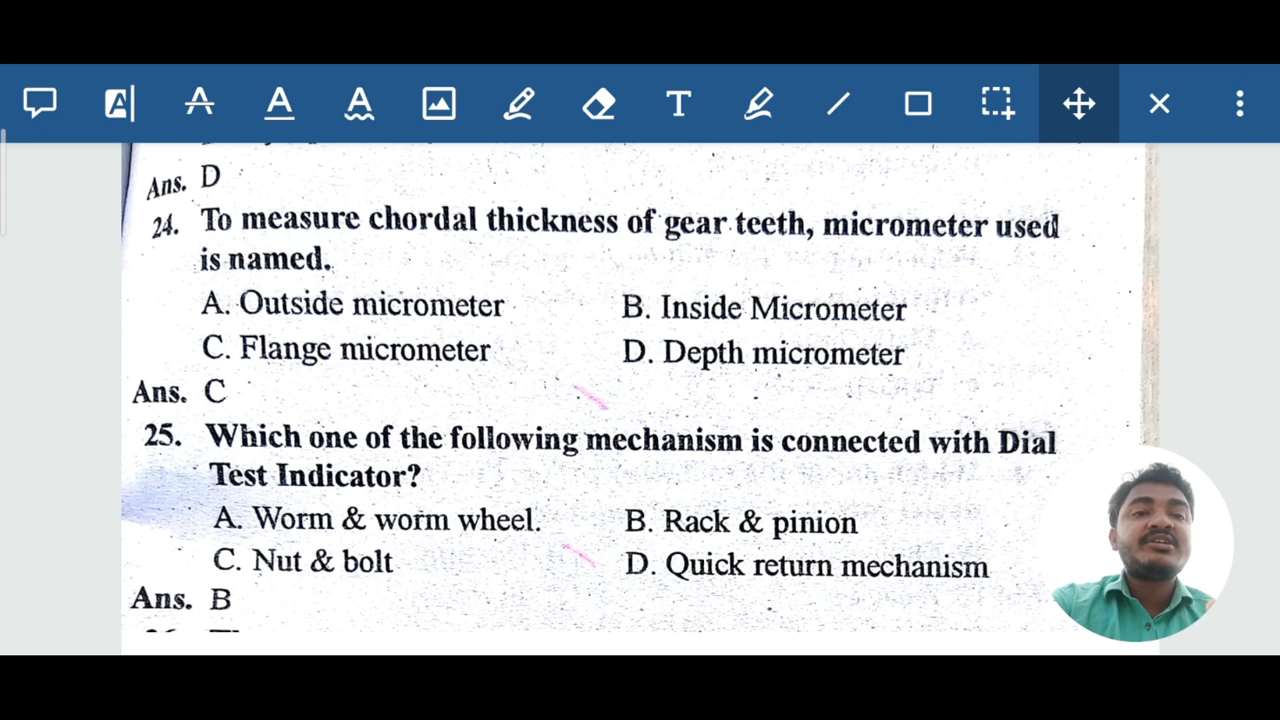 Ans. D
24. To measure chordal thickness of gear teeth, micrometer used
is named.
A. Outside micrometer B. Inside Micrometer
C. Flange micrometer D. Depth micrometer
Ans. C
25. Which one of the following mechanism is connected with Dial
Test Indicator?
A. Worm & worm wheel. B. Rack & pinion
C. Nut & bolt D. Quick return mechanism
Ans. B